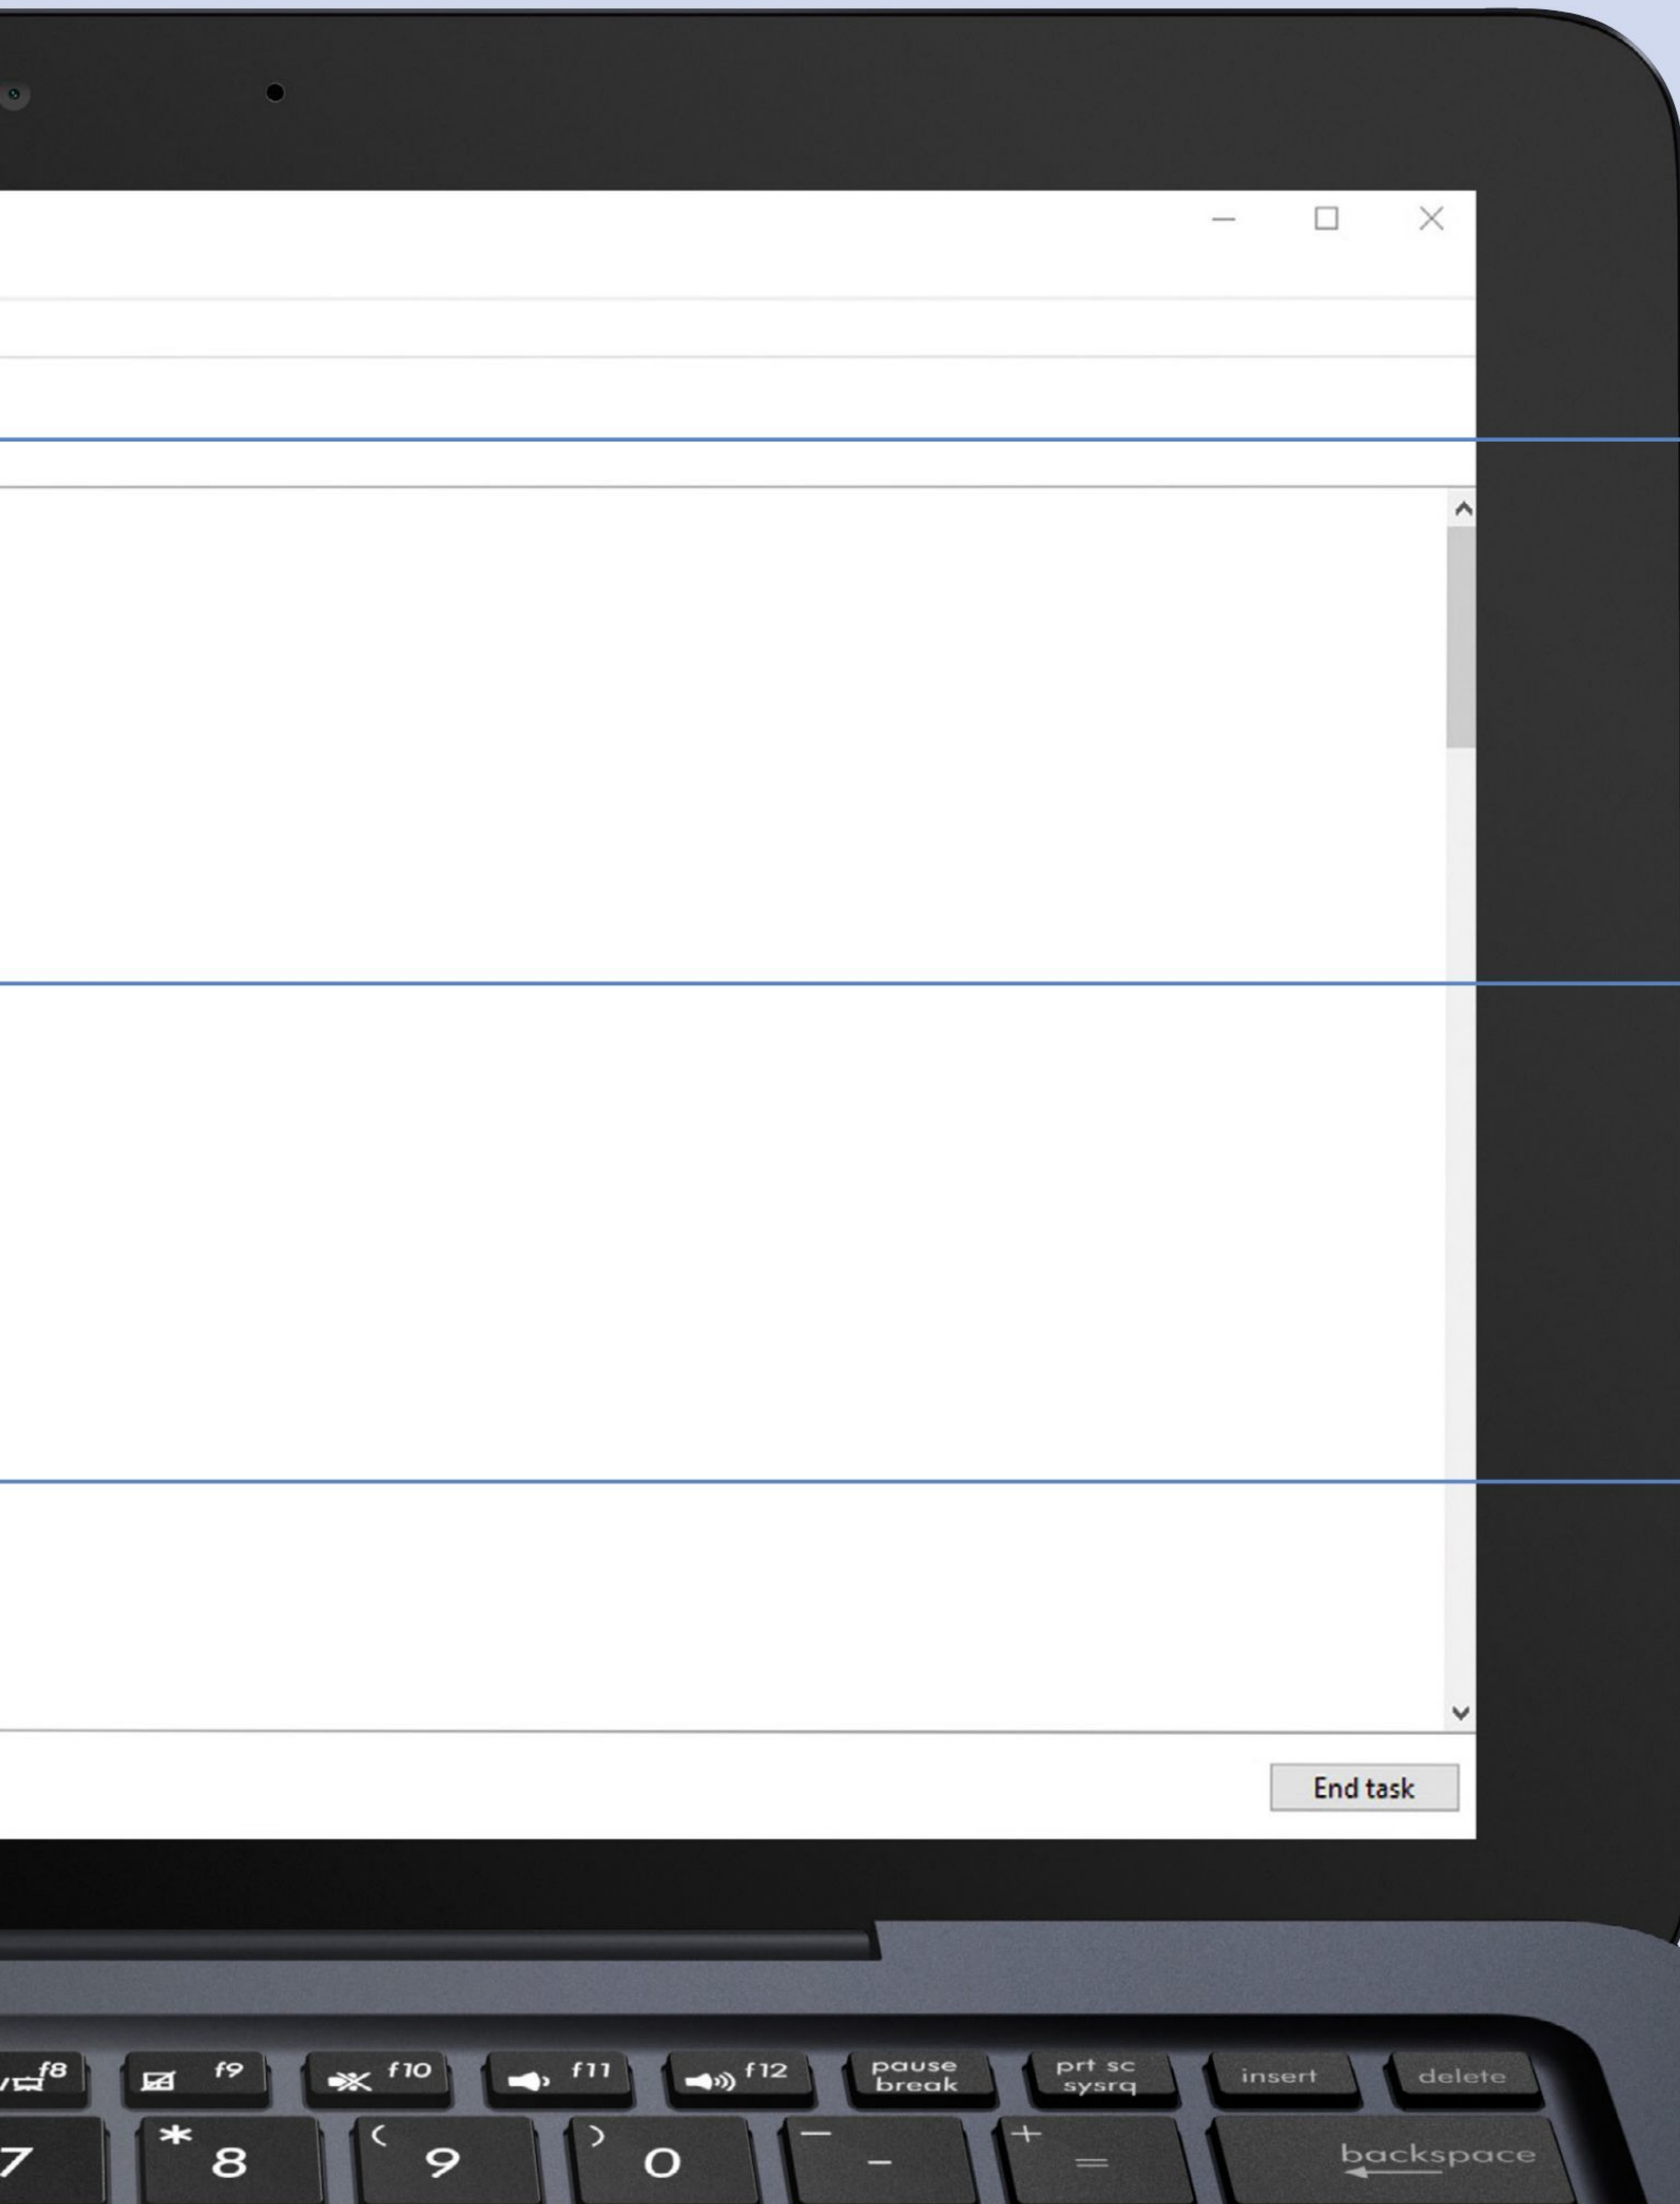 End task
f8 f9 f10 f11 f12 pause break prt sc sysrq insert delete
7 * 8 ( 9 ) 0 — - + = backspace